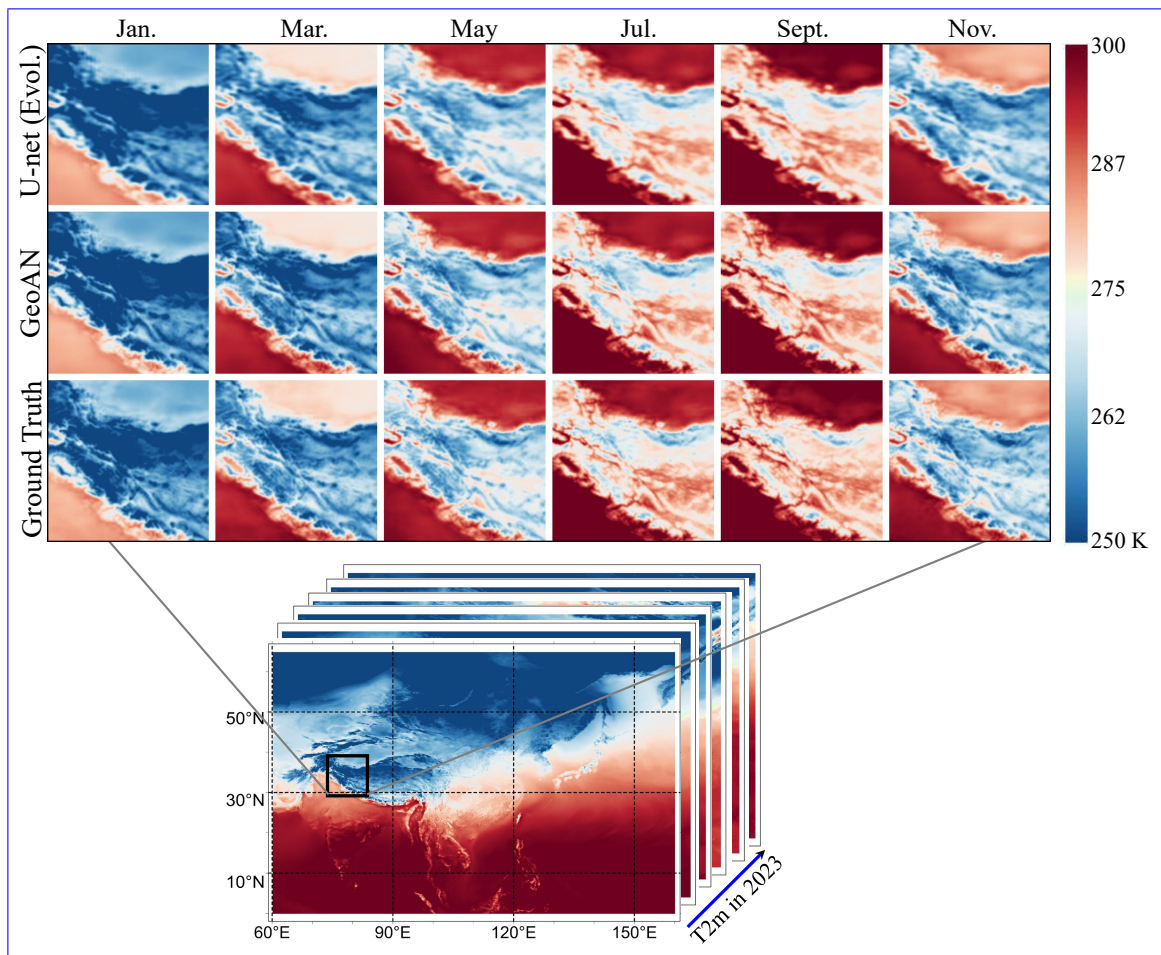 Jan. Mar. May Jul. Sept. Nov.
U-net (Evol.)
GeoAN
Ground Truth
300
287
275
262
250 K
50°N
30°N
10°N
60°E 90°E 120°E 150°E
T2m in 2023